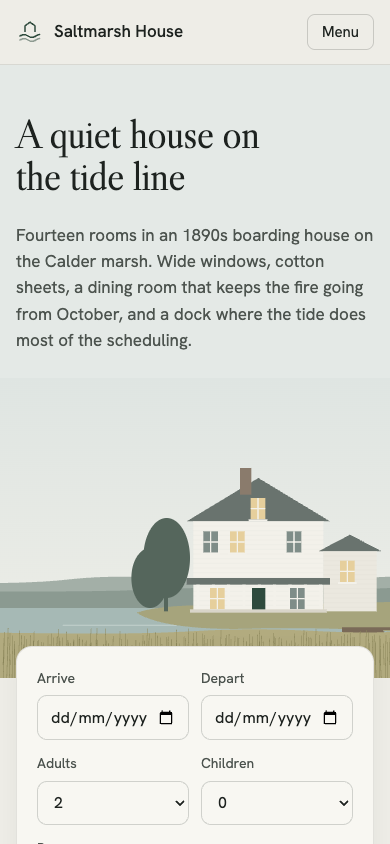 Saltmarsh House
Menu
A quiet house on
the tide line
Fourteen rooms in an 1890s boarding house on
the Calder marsh. Wide windows, cotton
sheets, a dining room that keeps the fire going
from October, and a dock where the tide does
most of the scheduling.
Arrive
Depart
dd/mm/yyyy
dd/mm/yyyy
Adults
Children
2
0